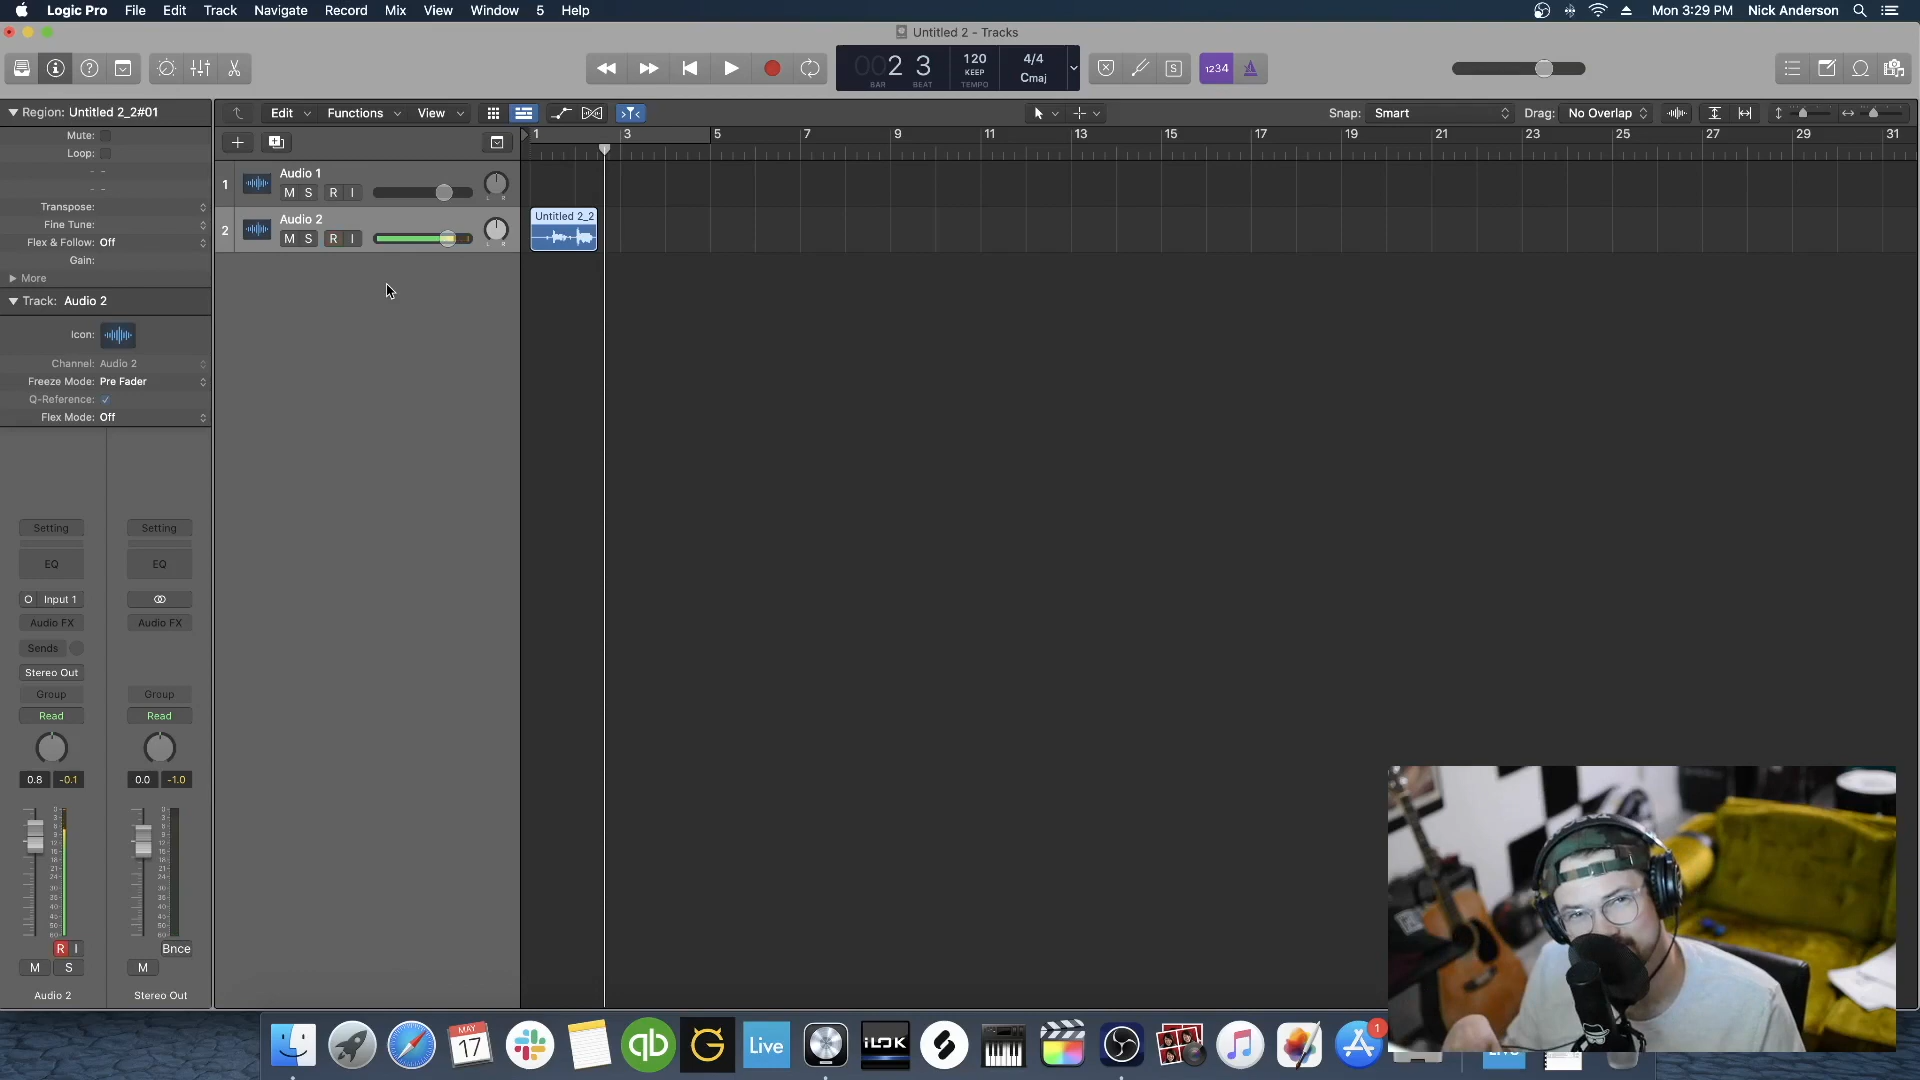 Logic Pro File Edit Track Navigate Record Mix View Window 5 Help Mon 3:29 PM Nick Anderson
Untitled 2 - Tracks
002 3 120 4/4
KEEP Cmaj
BAR BEAT TEMPO
S 1234
Region: Untitled 2_2#01
Edit Functions View Snap: Smart Drag: No Overlap
Mute:
Loop:
- -
- -
Transpose:
Fine Tune:
Flex & Follow: Off
Gain:
More
Track: Audio 2
Icon:
Channel: Audio 2
Freeze Mode: Pre Fader
Q-Reference:
Flex Mode: Off
1 3 5 7 9 11 13 15 17 19 21 23 25 27 29 31
1 Audio 1
M S R I L R
2 Audio 2
M S R I L R
Untitled 2_2
Setting Setting
EQ EQ
Input 1
Audio FX Audio FX
Sends
Stereo Out
Group Group
Read Read
0.8 -0.1 0.0 -1.0
R I Bnce
M S M
Audio 2 Stereo Out
MAY
17
qb
Live
iLOK
1